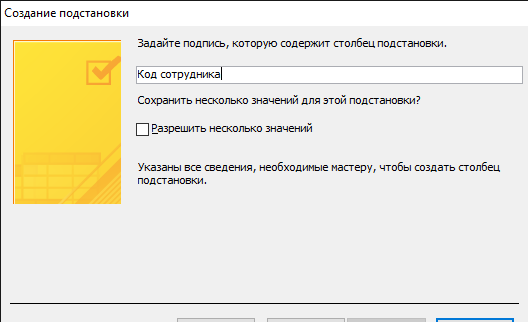 Создание подстановки
Задайте подпись, которую содержит столбец подстановки.
Код сотрудника
Сохранить несколько значений для этой подстановки?
Разрешить несколько значений
Указаны все сведения, необходимые мастеру, чтобы создать столбец
подстановки.